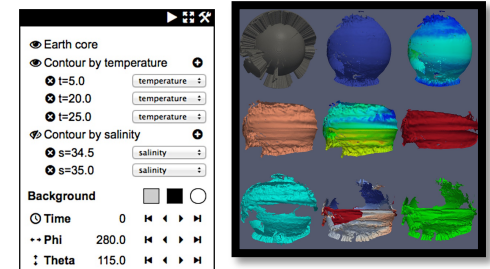 Earth core
Contour by temperature
t=5.0 temperature
t=20.0 temperature
t=25.0 temperature
Contour by salinity
s=34.5 salinity
s=35.0 salinity
Background
Time 0
Phi 280.0
Theta 115.0